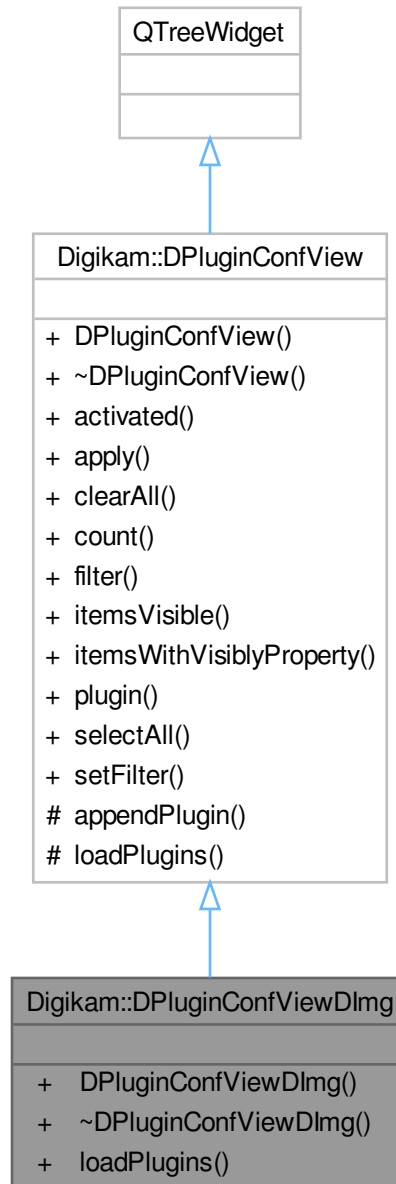 QTreeWidget
Digikam::DPluginConfView
+ DPluginConfView()
+ ~DPluginConfView()
+ activated()
+ apply()
+ clearAll()
+ count()
+ filter()
+ itemsVisible()
+ itemsWithVisiblyProperty()
+ plugin()
+ selectAll()
+ setFilter()
# appendPlugin()
# loadPlugins()
Digikam::DPluginConfViewDImg
+ DPluginConfViewDImg()
+ ~DPluginConfViewDImg()
+ loadPlugins()